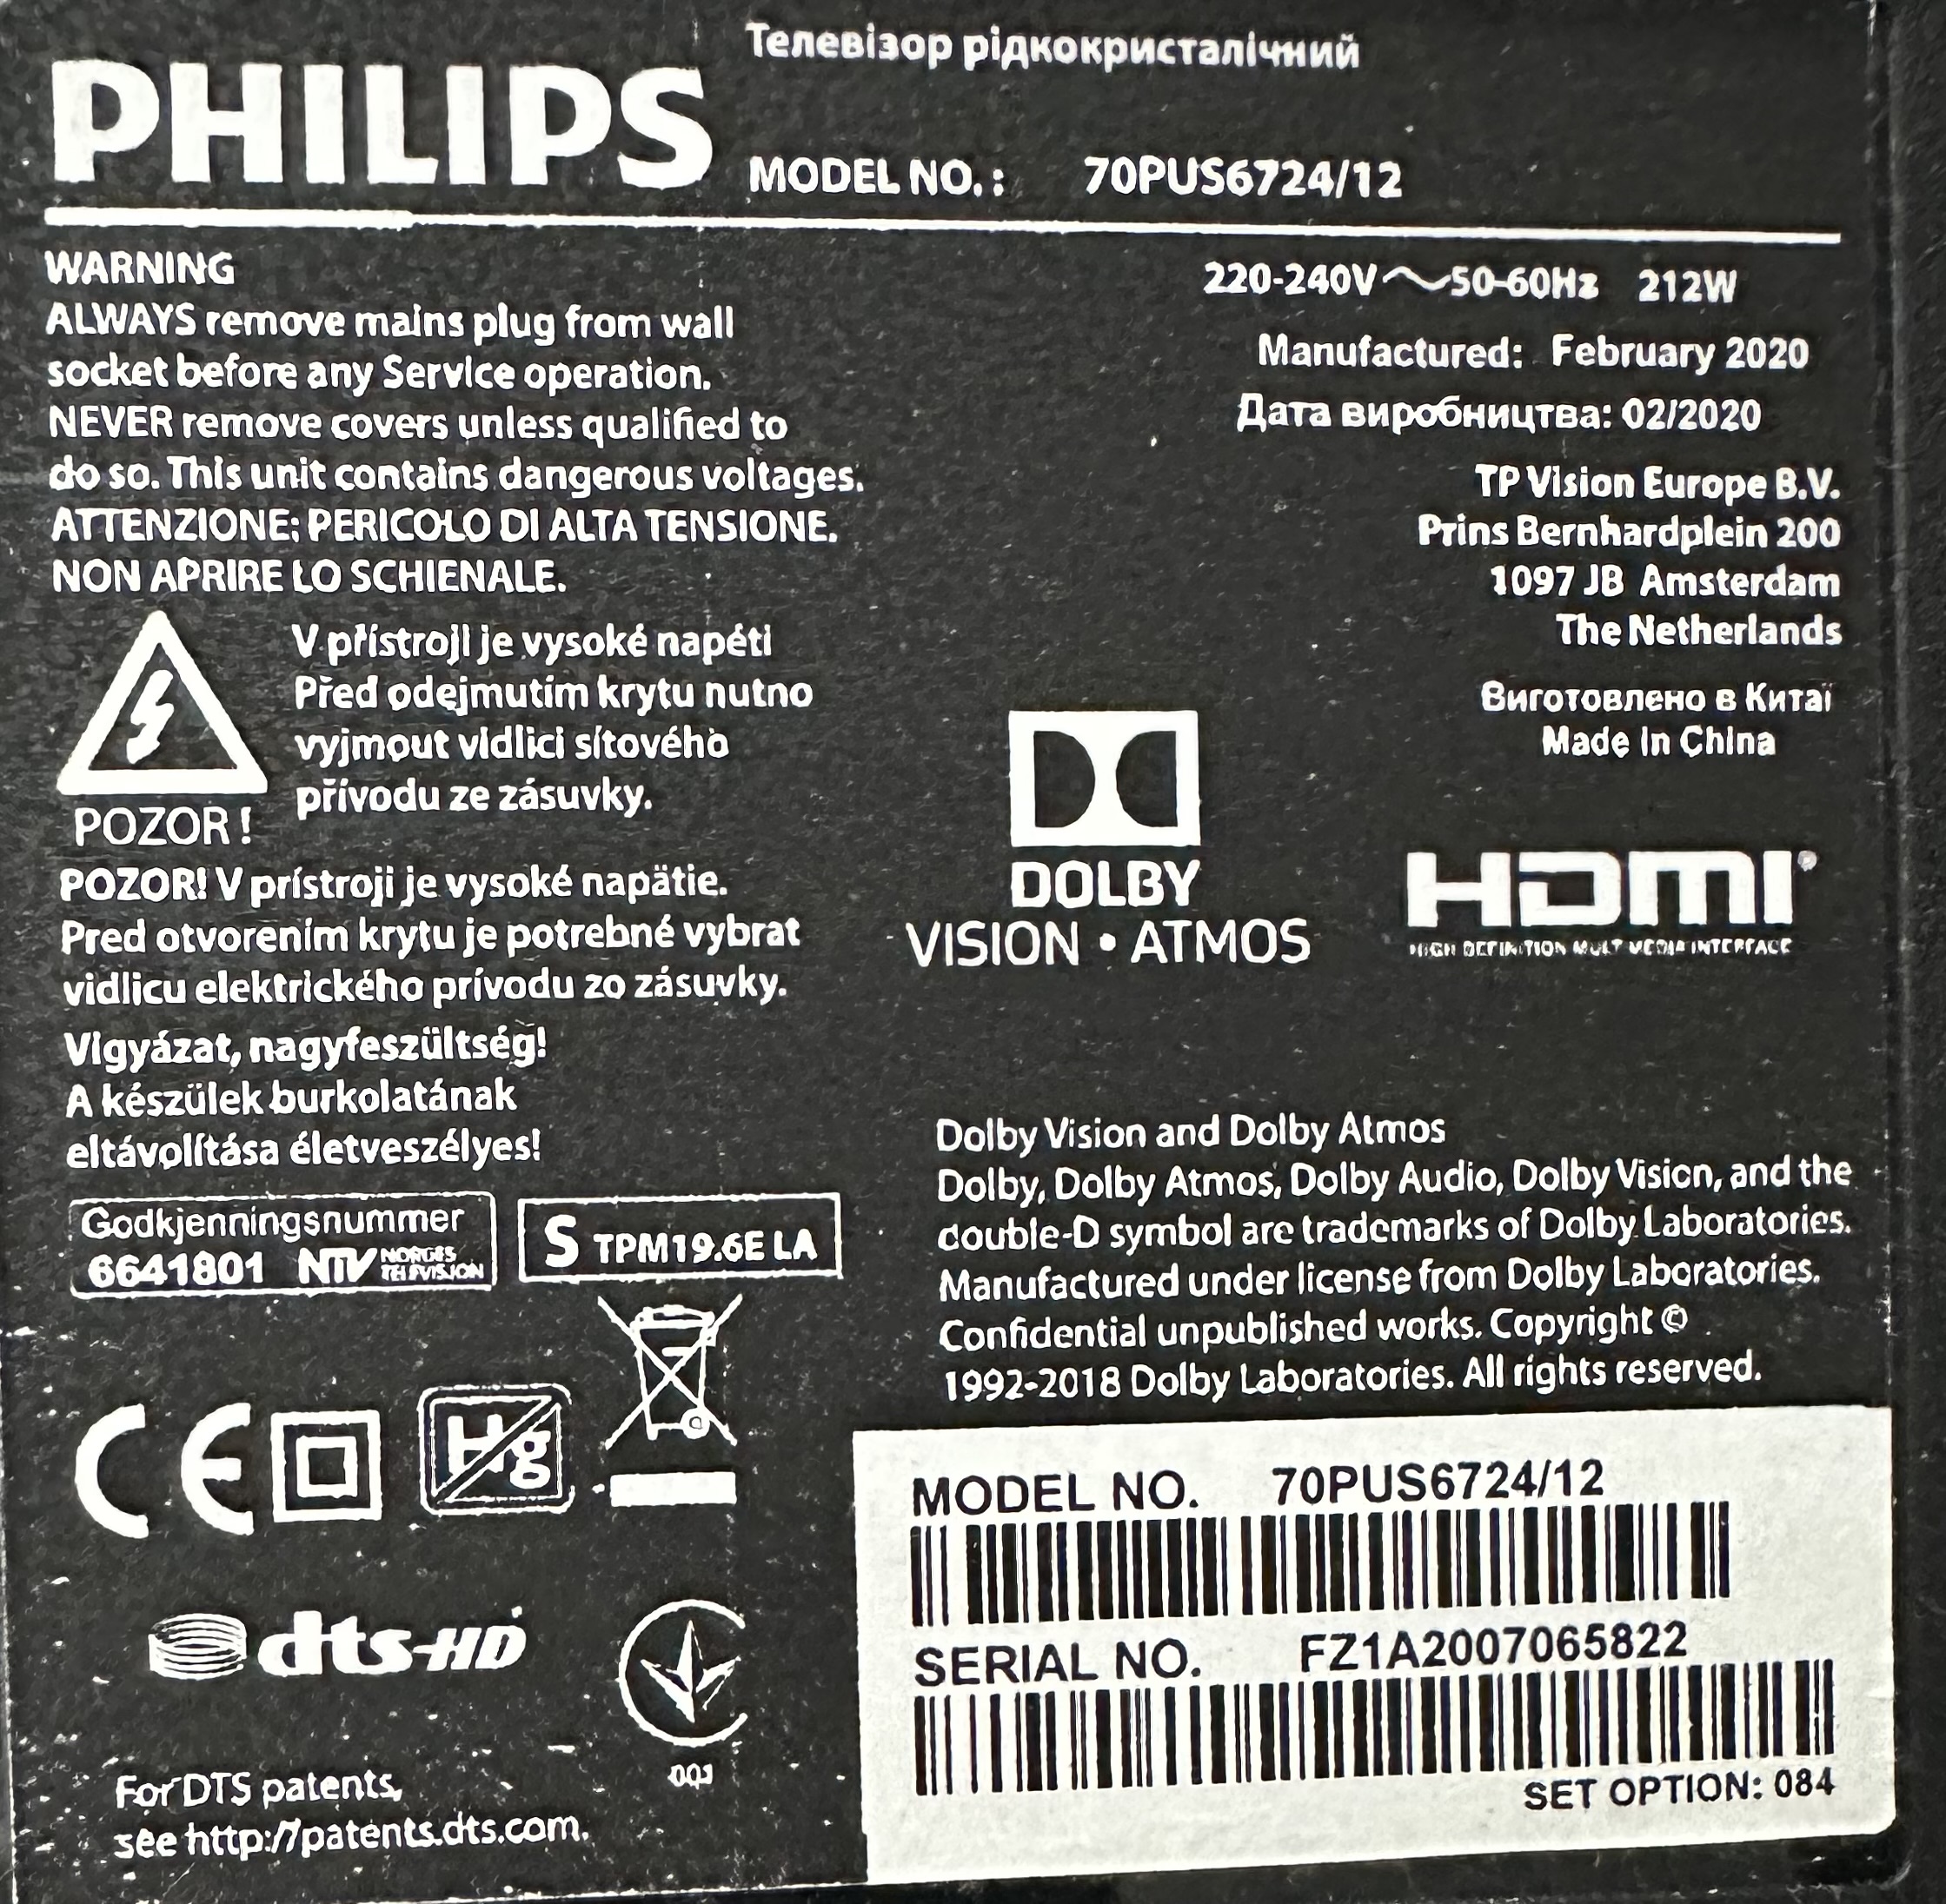 Телевізор рідкокристалічний
PHILIPS
MODEL NO. : 70PUS6724/12
WARNING
ALWAYS remove mains plug from wall
socket before any Service operation.
NEVER remove covers unless qualified to
do so. This unit contains dangerous voltages.
ATTENZIONE: PERICOLO DI ALTA TENSIONE.
NON APRIRE LO SCHIENALE.
V přístroji je vysoké napětí
Před odejmutím krytu nutno
vyjmout vidlici síťového
přívodu ze zásuvky.
POZOR!
POZOR! V prístroji je vysoké napätie.
Pred otvorením krytu je potrebné vybrat
vidlicu elektrického prívodu zo zásuvky.
Vigyázat, nagyfeszültség!
A készülék burkolatának
eltávolítása életveszélyes!
Godkjenningsnummer
6641801 NTV NORGES
TELEVISJON
S TPM19.6E LA
CE
Hg
dts-HD
001
For DTS patents,
see http://patents.dts.com.
220-240V~50-60Hz 212W
Manufactured: February 2020
Дата виробництва: 02/2020
TP Vision Europe B.V.
Prins Bernhardplein 200
1097 JB Amsterdam
The Netherlands
Виготовлено в Китаї
Made in China
DOLBY
VISION • ATMOS
HDMI®
HIGH DEFINITION MULTIMEDIA INTERFACE
Dolby Vision and Dolby Atmos
Dolby, Dolby Atmos, Dolby Audio, Dolby Vision, and the
double-D symbol are trademarks of Dolby Laboratories.
Manufactured under license from Dolby Laboratories.
Confidential unpublished works. Copyright ©
1992-2018 Dolby Laboratories. All rights reserved.
MODEL NO. 70PUS6724/12
SERIAL NO. FZ1A2007065822
SET OPTION: 084